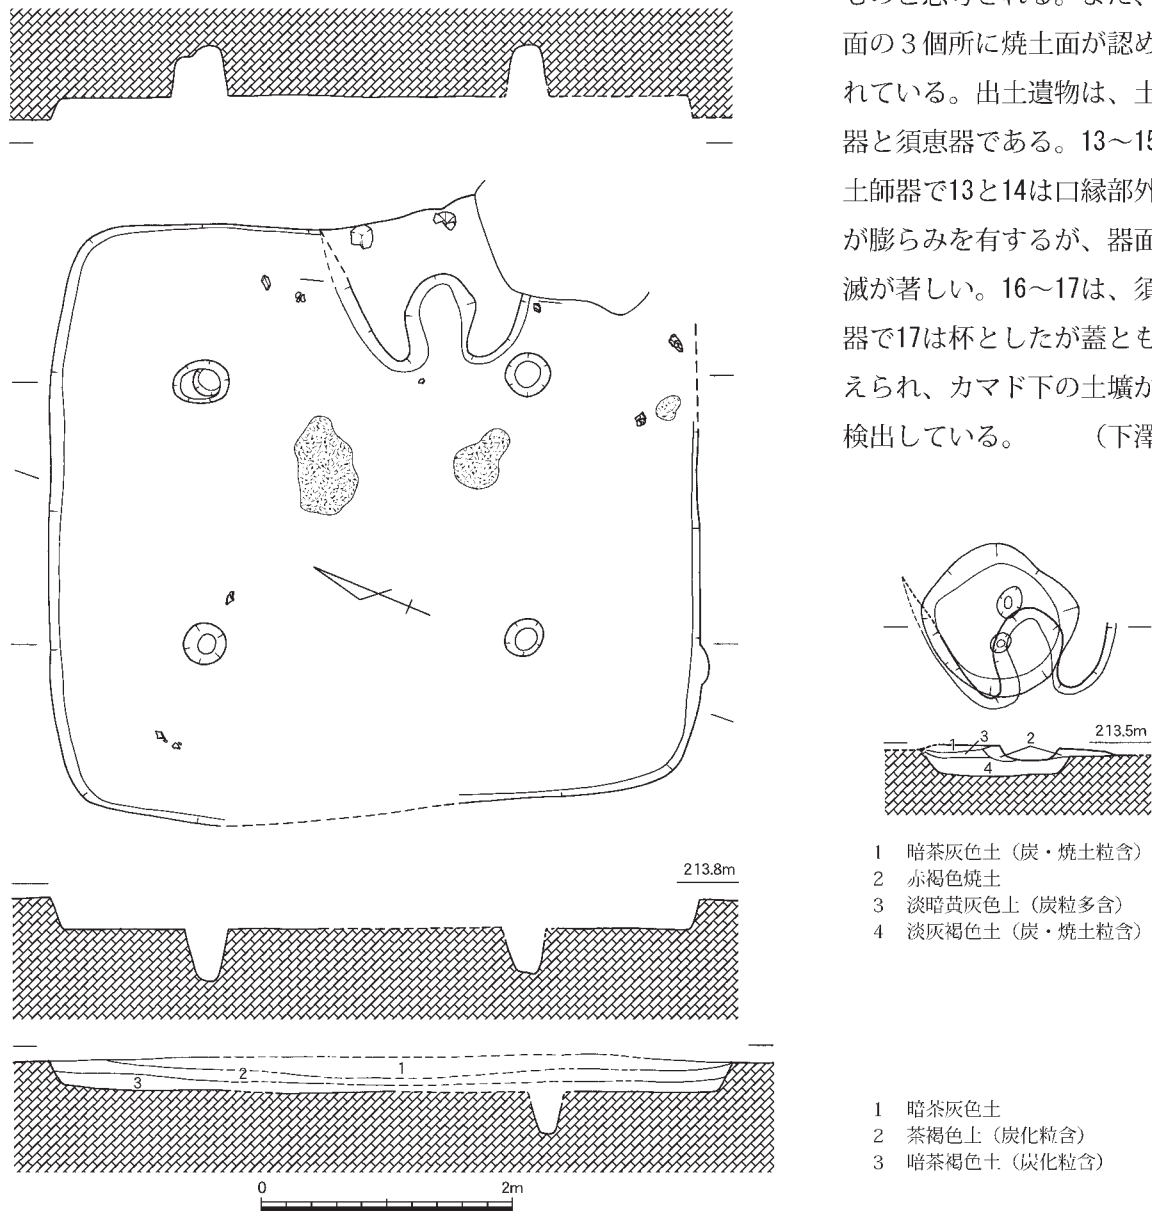 面の３個所に焼土面が認め
れている。出土遺物は、土
器と須恵器である。13～15
土師器で13と14は口縁部外
が膨らみを有するが、器面
滅が著しい。16～17は、須
器で17は杯としたが蓋とも
えられ、カマド下の土壙か
検出している。　（下澤
213.5m
1 3 2
4
1　暗茶灰色土（炭・焼土粒含）
2　赤褐色焼土
3　淡暗黄灰色土（炭粒多含）
4　淡灰褐色土（炭・焼土粒含）
213.8m
1
2
3
1　暗茶灰色土
2　茶褐色土（炭化粒含）
3　暗茶褐色土（炭化粒含）
0 2m